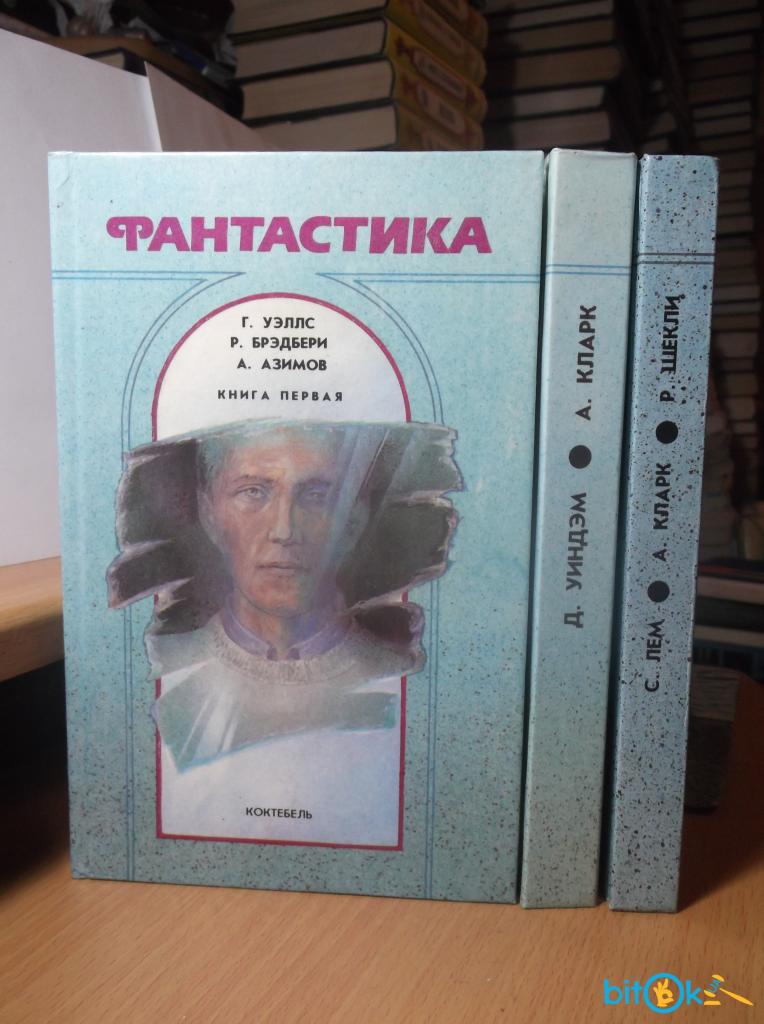 ФАНТАСТИКА
Г. УЭЛЛС
Р. БРЭДБЕРИ
А. АЗИМОВ
КНИГА ПЕРВАЯ
КОКТЕБЕЛЬ
Д. УИНДЭМ ● А. КЛАРК
С. ЛЕМ ● А. КЛАРК ● Р. ШЕКЛИ
bitOk